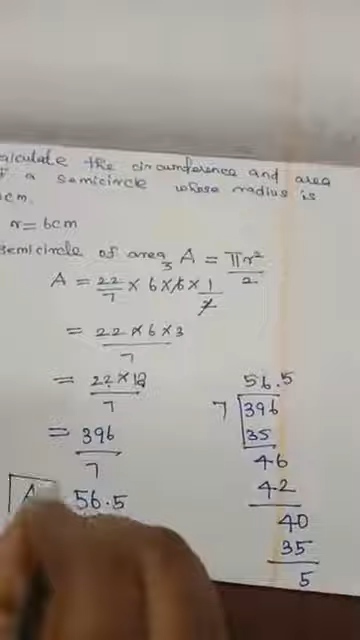 alculate the circumference and area
f a semicircle whose radius is
cm.
r = 6cm
semicircle of area A = πr²/2
A = 22/7 × 6 × 6 3 × 1/2
= 22 × 6 × 3 / 7
= 22 × 18 / 7
= 396 / 7
A 56.5
56.5
7 396
35
46
42
40
35
5